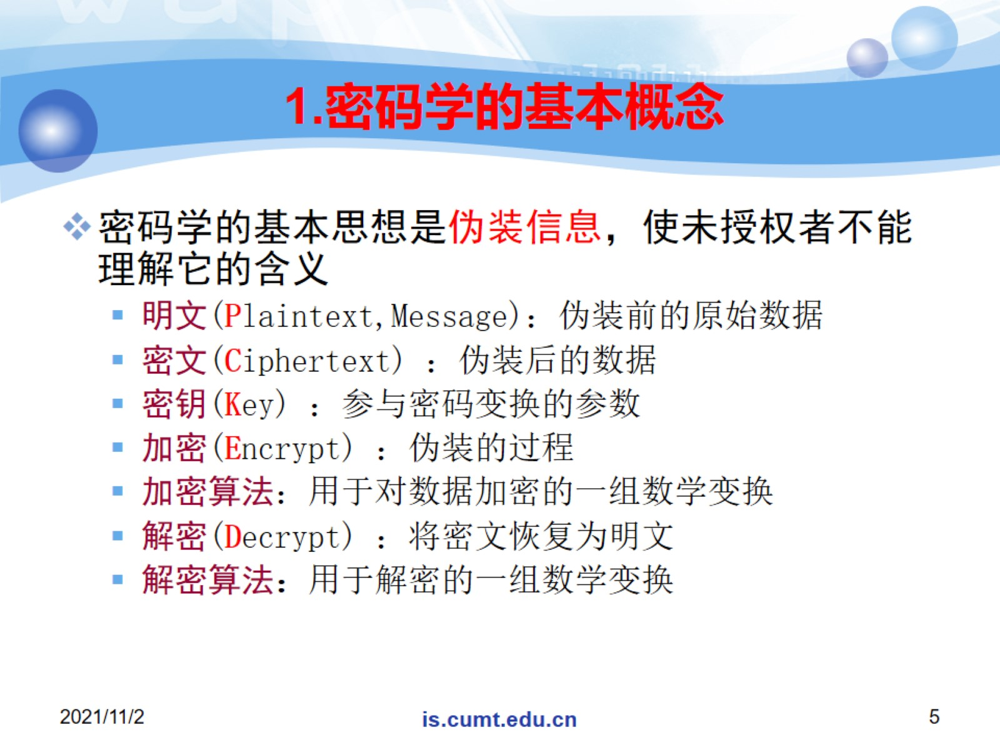 1.密码学的基本概念
密码学的基本思想是伪装信息，使未授权者不能
理解它的含义
明文(Plaintext,Message)：伪装前的原始数据
密文(Ciphertext) ：伪装后的数据
密钥(Key) ：参与密码变换的参数
加密(Encrypt) ：伪装的过程
加密算法：用于对数据加密的一组数学变换
解密(Decrypt) ：将密文恢复为明文
解密算法：用于解密的一组数学变换
2021/11/2
is.cumt.edu.cn
5